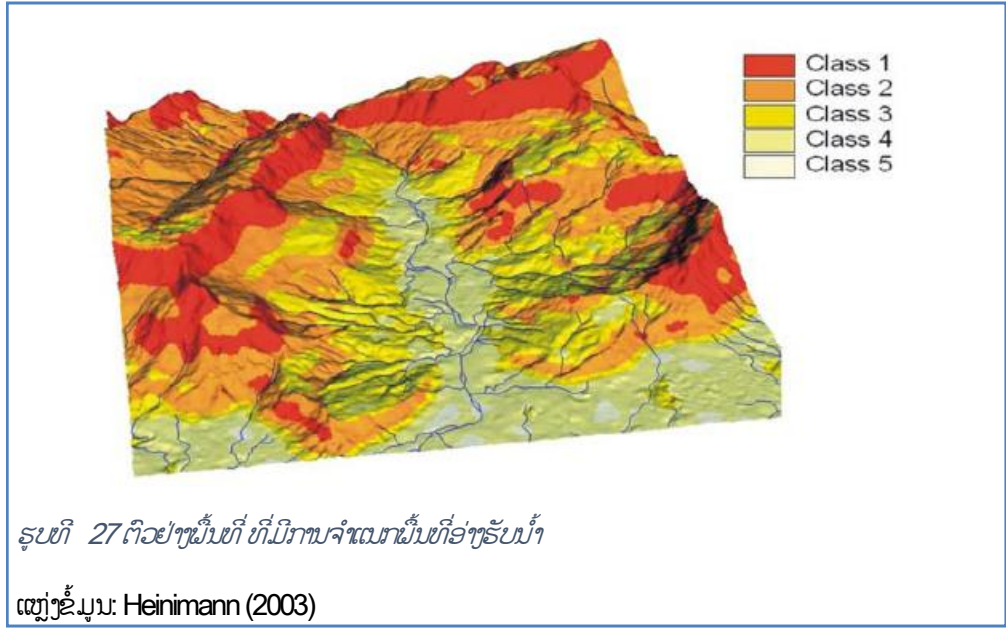 Class 1
Class 2
Class 3
Class 4
Class 5
ຮູບທີ 27 ຕົວຢ່າງພື້ນທີ່ ທີ່ມີການຈຳແນກພື້ນທີ່ອ່າງຮັບນ້ຳ
ແຫຼ່ງຂໍ້ມູນ: Heinimann (2003)